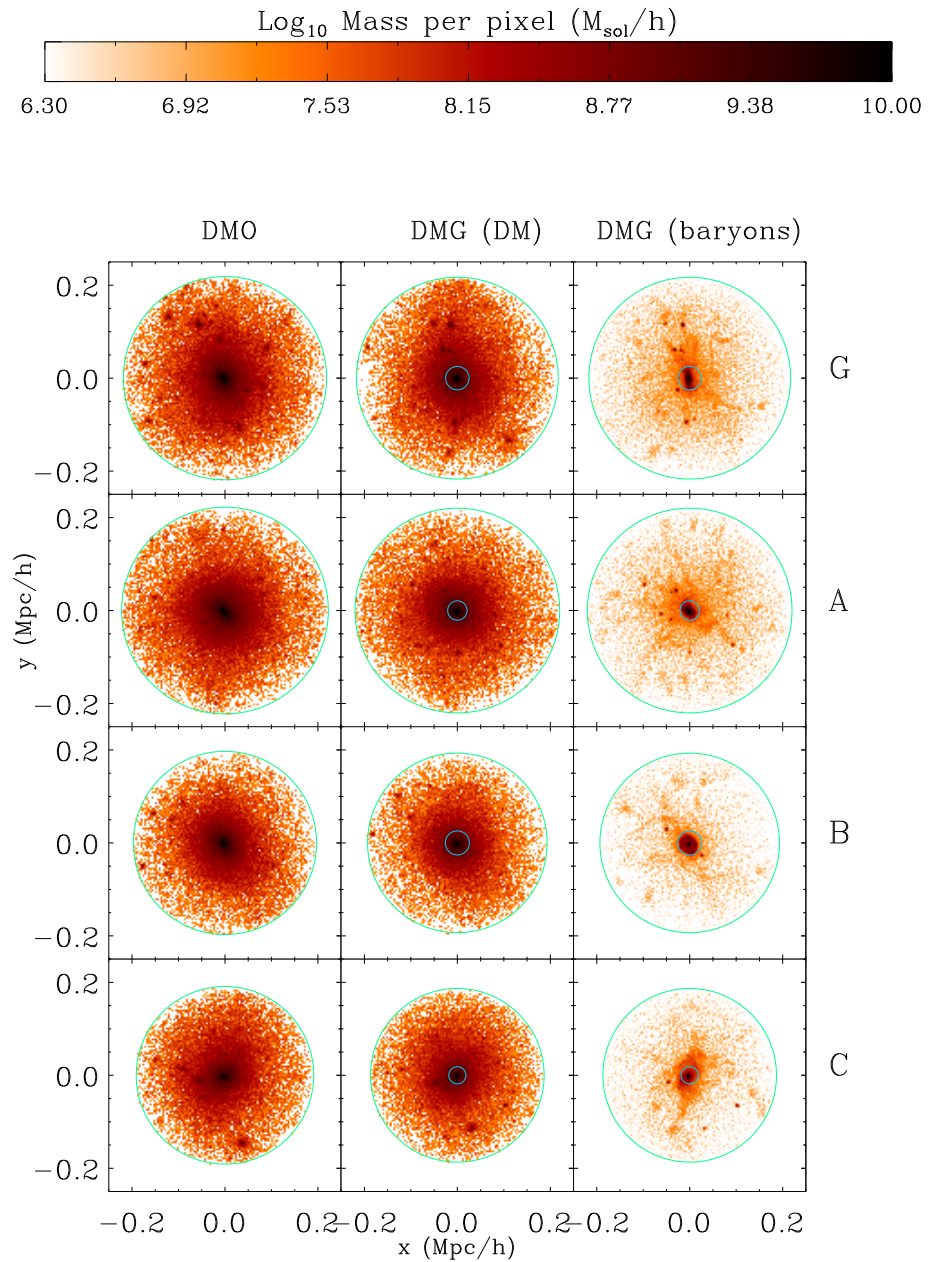 Log10 Mass per pixel (Msol/h)
6.30 6.92 7.53 8.15 8.77 9.38 10.00
DMO DMG (DM) DMG (baryons)
0.2
0.0 G
−0.2
0.2
0.0 A
−0.2
y (Mpc/h)
0.2
0.0 B
−0.2
0.2
0.0 C
−0.2
−0.2 0.0 0.2 −0.2 0.0 0.2 −0.2 0.0 0.2
x (Mpc/h)